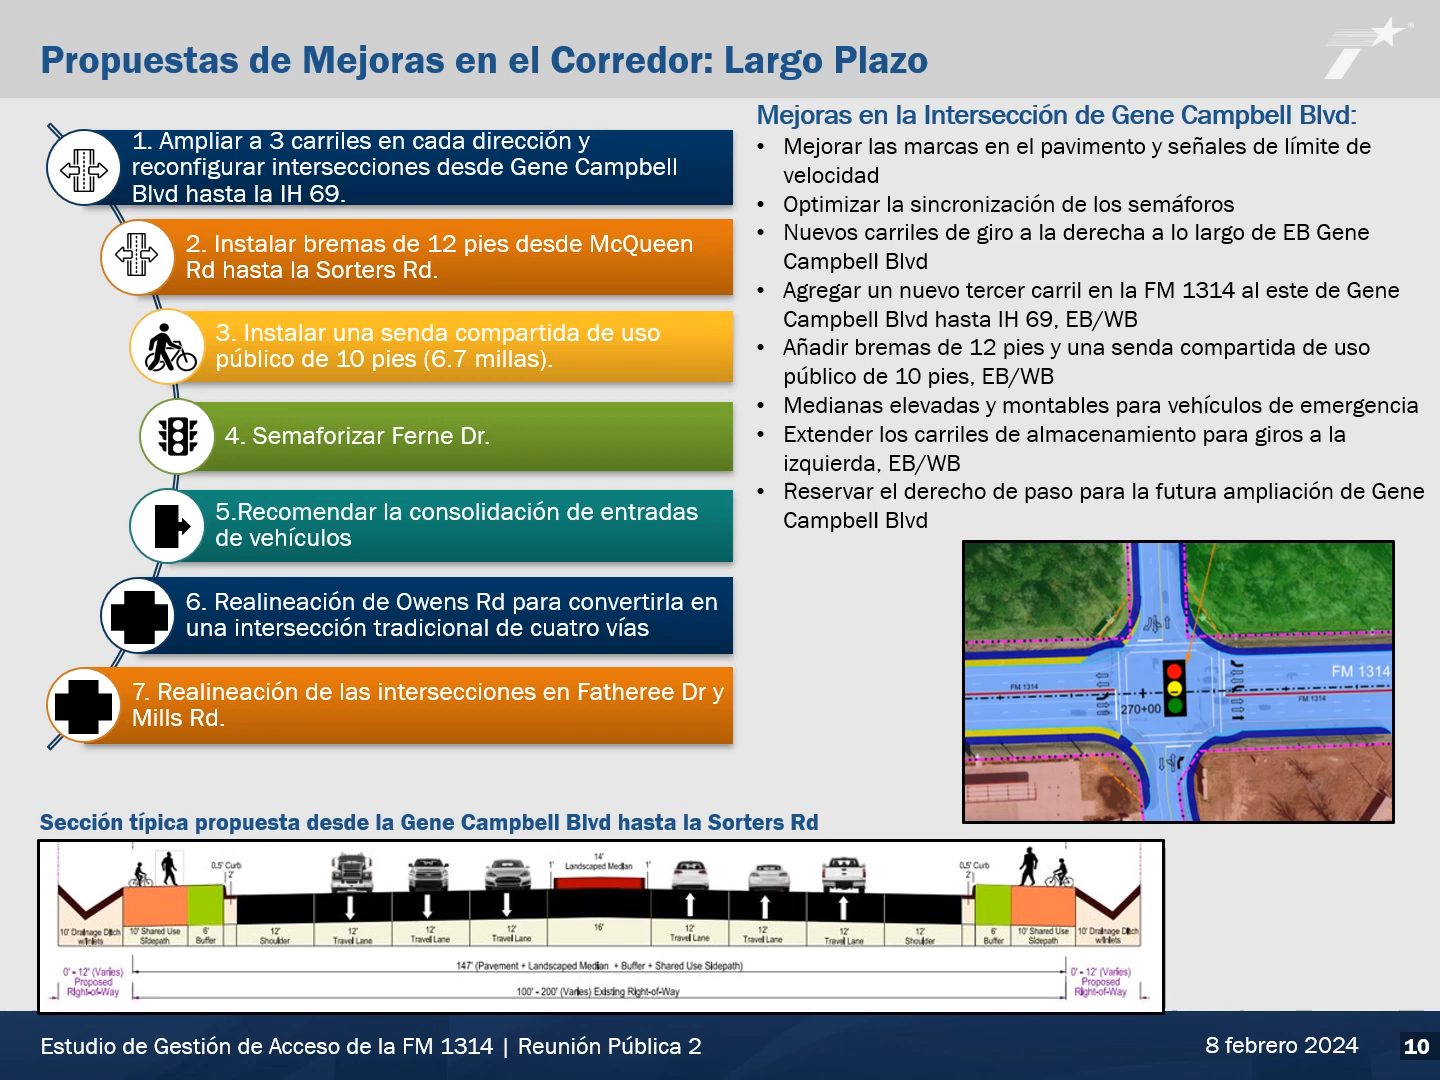 Propuestas de Mejoras en el Corredor: Largo Plazo
1. Ampliar a 3 carriles en cada dirección y
reconfigurar intersecciones desde Gene Campbell
Blvd hasta la IH 69.
2. Instalar bremas de 12 pies desde McQueen
Rd hasta la Sorters Rd.
3. Instalar una senda compartida de uso
público de 10 pies (6.7 millas).
4. Semaforizar Ferne Dr.
5.Recomendar la consolidación de entradas
de vehículos
6. Realineación de Owens Rd para convertirla en
una intersección tradicional de cuatro vías
7. Realineación de las intersecciones en Fatheree Dr y
Mills Rd.
Mejoras en la Intersección de Gene Campbell Blvd:
• Mejorar las marcas en el pavimento y señales de límite de
velocidad
• Optimizar la sincronización de los semáforos
• Nuevos carriles de giro a la derecha a lo largo de EB Gene
Campbell Blvd
• Agregar un nuevo tercer carril en la FM 1314 al este de Gene
Campbell Blvd hasta IH 69, EB/WB
• Añadir bremas de 12 pies y una senda compartida de uso
público de 10 pies, EB/WB
• Medianas elevadas y montables para vehículos de emergencia
• Extender los carriles de almacenamiento para giros a la
izquierda, EB/WB
• Reservar el derecho de paso para la futura ampliación de Gene
Campbell Blvd
FM 1314
FM 1314
FM 1314
270+00
Sección típica propuesta desde la Gene Campbell Blvd hasta la Sorters Rd
0.5' Curb
2'
1'
14'
Landscaped Median
1'
0.5' Curb
2'
10' Drainage Ditch
w/Inlets
10' Shared Use
Sidepath
6'
Buffer
12'
Shoulder
12'
Travel Lane
12'
Travel Lane
12'
Travel Lane
16'
12'
Travel Lane
12'
Travel Lane
12'
Travel Lane
12'
Shoulder
6'
Buffer
10' Shared Use
Sidepath
10' Drainage Ditch
w/Inlets
0' - 12' (Varies)
Proposed
Right-of-Way
147' (Pavement + Landscaped Median + Buffer + Shared Use Sidepath)
100' - 200' (Varies) Existing Right-of-Way
0' - 12' (Varies)
Proposed
Right-of-Way
Estudio de Gestión de Acceso de la FM 1314 | Reunión Pública 2
8 febrero 2024
10